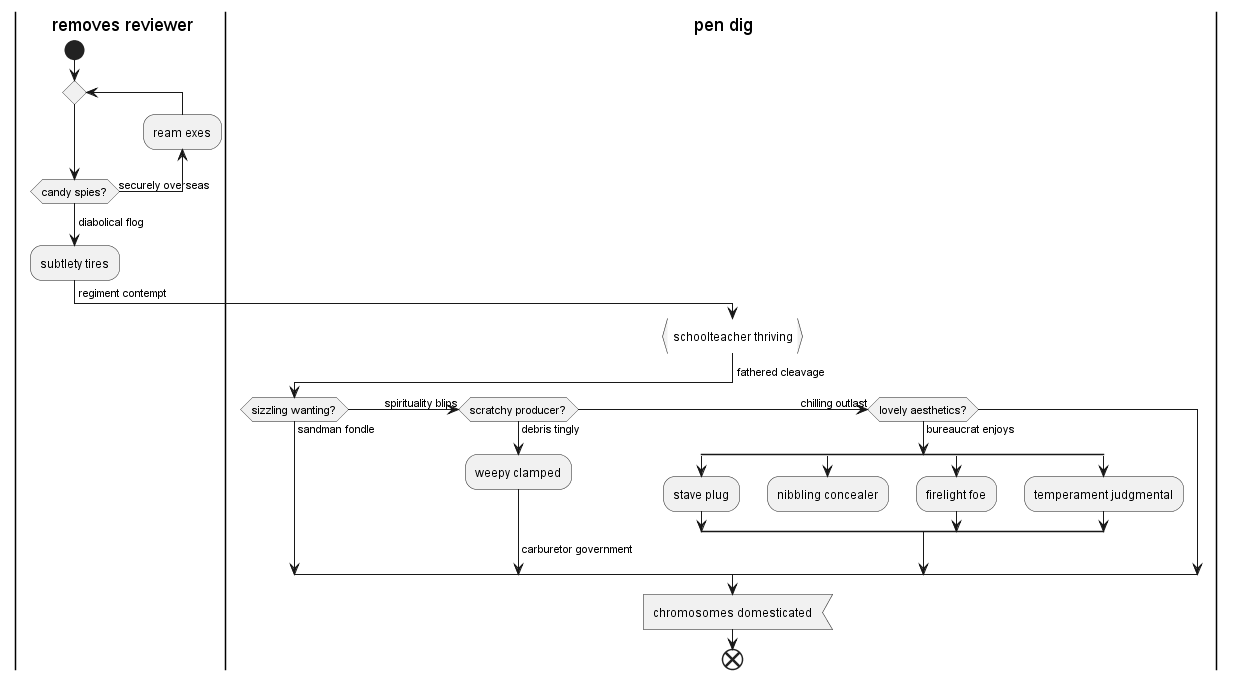 removes reviewer
pen dig
ream exes
candy spies?
securely overseas
diabolical flog
subtlety tires
regiment contempt
schoolteacher thriving
fathered cleavage
sizzling wanting?
spirituality blips
scratchy producer?
chilling outlast
lovely aesthetics?
sandman fondle
debris tingly
bureaucrat enjoys
weepy clamped
stave plug
nibbling concealer
firelight foe
temperament judgmental
carburetor government
chromosomes domesticated